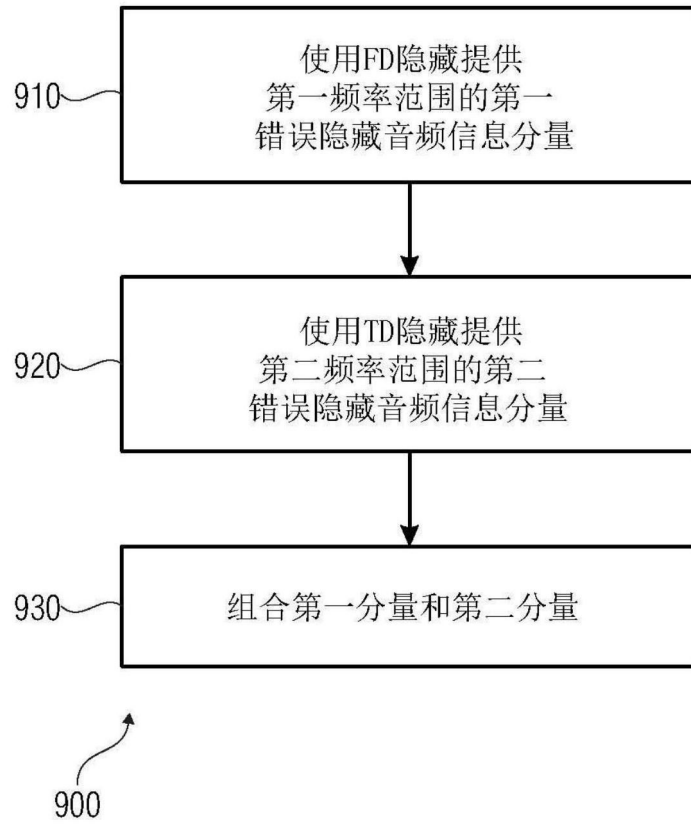 910
使用FD隐藏提供
第一频率范围的第一
错误隐藏音频信息分量
920
使用TD隐藏提供
第二频率范围的第二
错误隐藏音频信息分量
930
组合第一分量和第二分量
900